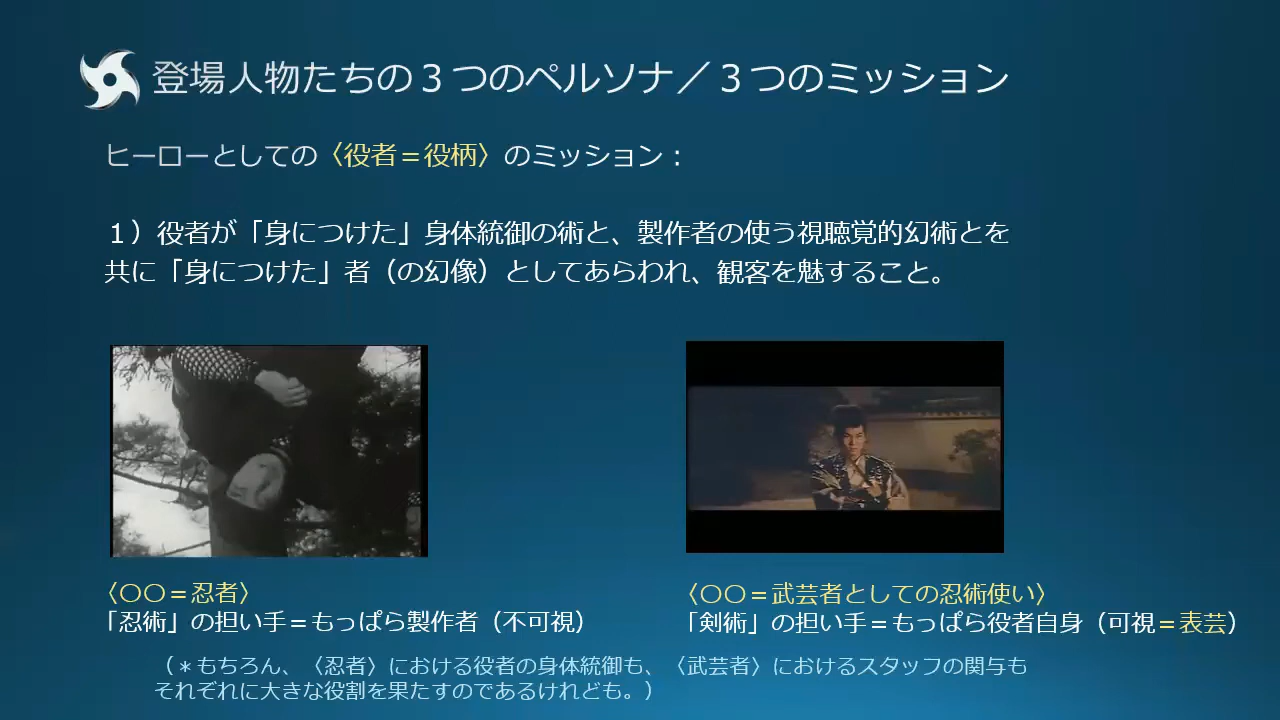 登場人物たちの３つのペルソナ／３つのミッション
ヒーローとしての〈役者＝役柄〉のミッション：
１）役者が「身につけた」身体統御の術と、製作者の使う視聴覚的幻術とを
共に「身につけた」者（の幻像）としてあらわれ、観客を魅すること。
〈〇〇＝忍者〉
「忍術」の担い手＝もっぱら製作者（不可視）
〈〇〇＝武芸者としての忍術使い〉
「剣術」の担い手＝もっぱら役者自身（可視＝表芸）
（＊もちろん、〈忍者〉における役者の身体統御も、〈武芸者〉におけるスタッフの関与も
それぞれに大きな役割を果たすのであるけれども。）